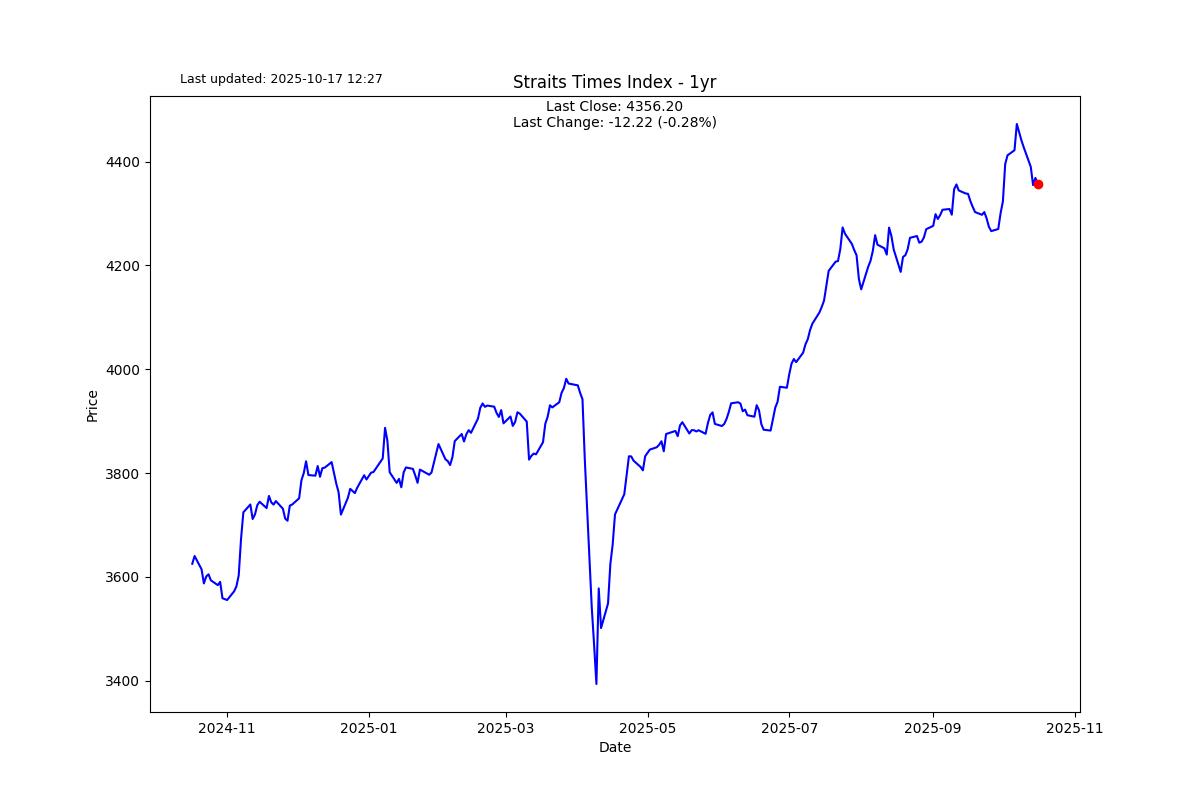 Last updated: 2025-10-17 12:27
Straits Times Index - 1yr
Last Close: 4356.20
Last Change: -12.22 (-0.28%)
Price
4400
4200
4000
3800
3600
3400
2024-11
2025-01
2025-03
2025-05
2025-07
2025-09
2025-11
Date